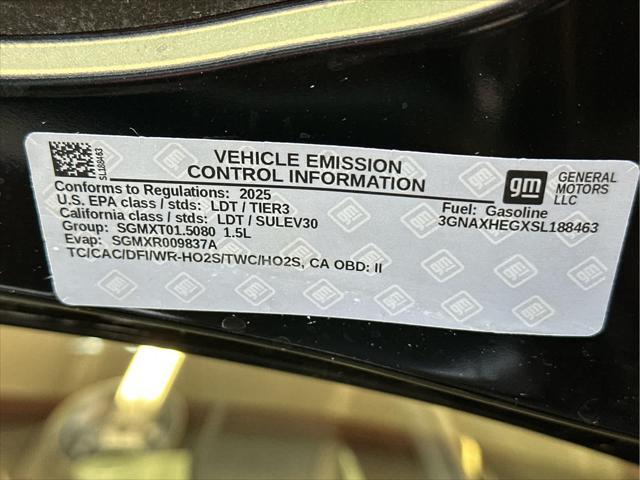 SL188463
VEHICLE EMISSION
CONTROL INFORMATION
gm
GENERAL
MOTORS
LLC
Conforms to Regulations: 2025
U.S. EPA class / stds: LDT / TIER3
California class / stds: LDT / SULEV30
Group: SGMXT01.5080 1.5L
Evap: SGMXR009837A
TC/CAC/DFI/WR-HO2S/TWC/HO2S, CA OBD: II
Fuel: Gasoline
3GNAXHEGXSL188463